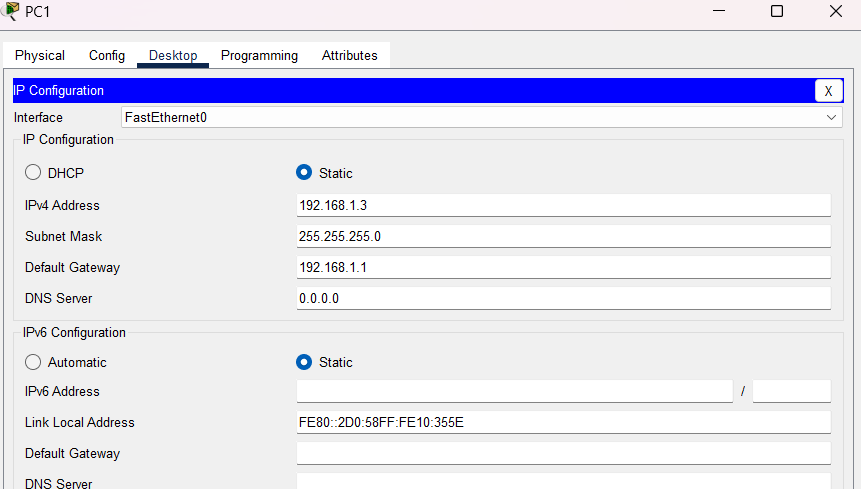 PC1
Physical Config Desktop Programming Attributes
IP Configuration X
Interface FastEthernet0
IP Configuration
DHCP Static
IPv4 Address 192.168.1.3
Subnet Mask 255.255.255.0
Default Gateway 192.168.1.1
DNS Server 0.0.0.0
IPv6 Configuration
Automatic Static
IPv6 Address /
Link Local Address FE80::2D0:58FF:FE10:355E
Default Gateway
DNS Server